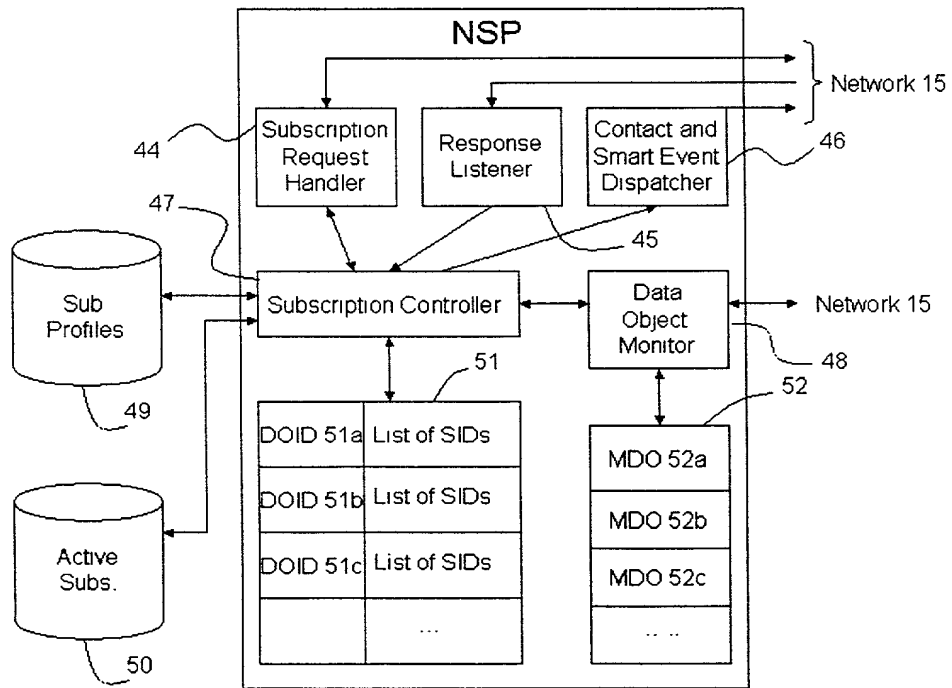 NSP
Network 15
44
Subscription
Request
Handler
Response
Listener
Contact and
Smart Event
Dispatcher
46
47
45
Sub
Profiles
Subscription Controller
Data
Object
Monitor
Network 15
48
49
51
52
DOID 51a
List of SIDs
MDO 52a
DOID 51b
List of SIDs
MDO 52b
DOID 51c
List of SIDs
MDO 52c
...
.. ..
Active
Subs.
50